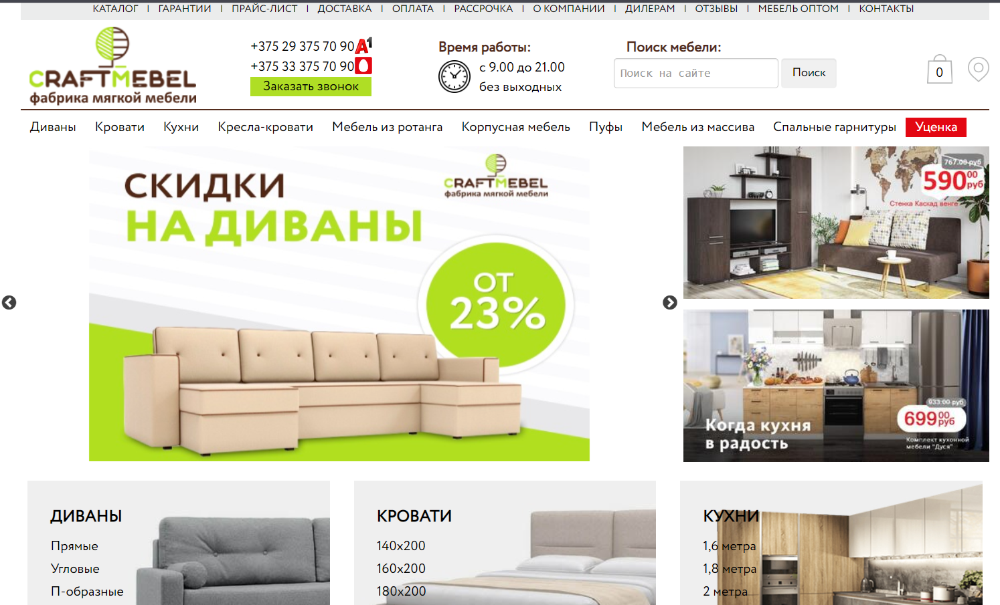 КАТАЛОГ | ГАРАНТИИ | ПРАЙС-ЛИСТ | ДОСТАВКА | ОПЛАТА | РАССРОЧКА | О КОМПАНИИ | ДИЛЕРАМ | ОТЗЫВЫ | МЕБЕЛЬ ОПТОМ | КОНТАКТЫ
CRAFTMEBEL
фабрика мягкой мебели
+375 29 375 70 90 A1
+375 33 375 70 90
Заказать звонок
Время работы:
с 9.00 до 21.00
без выходных
Поиск мебели:
Поиск на сайте
Поиск
0
Диваны Кровати Кухни Кресла-кровати Мебель из ротанга Корпусная мебель Пуфы Мебель из массива Спальные гарнитуры Уценка
СКИДКИ
НА ДИВАНЫ
CRAFTMEBEL
фабрика мягкой мебели
ОТ
23%
767.00 руб
590 00 руб
Стенка Каскад венге
933.00 руб
699 00 руб
Когда кухня
в радость
Комплект кухонной
мебели "Дуся"
ДИВАНЫ
Прямые
Угловые
П-образные
КРОВАТИ
140x200
160x200
180x200
КУХНИ
1,6 метра
1,8 метра
2 метра